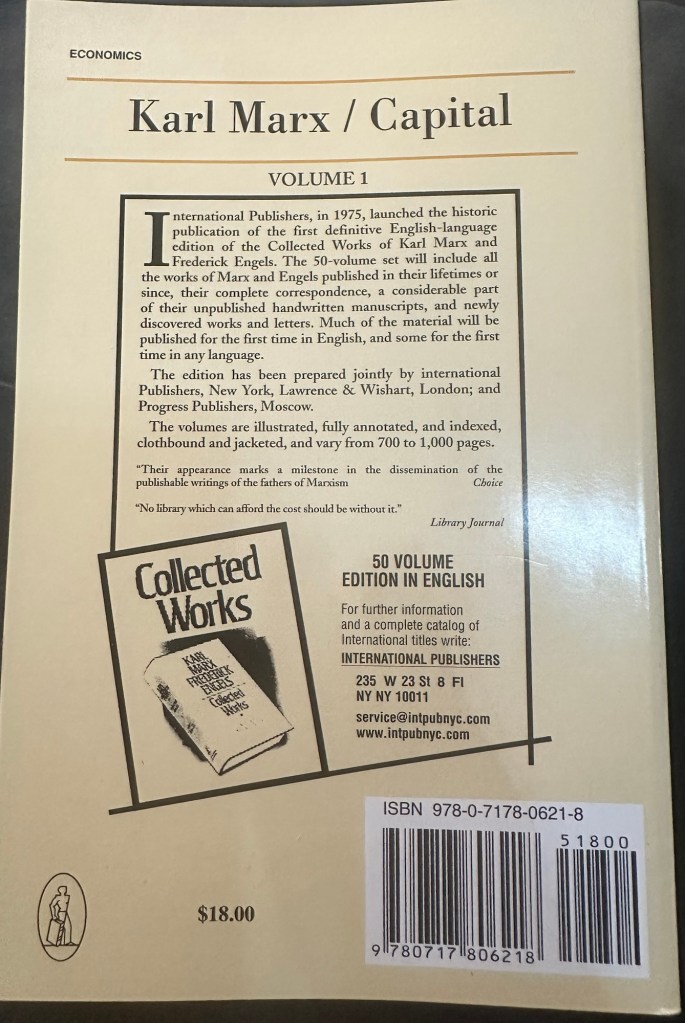 ECONOMICS
Karl Marx / Capital
VOLUME 1
International Publishers, in 1975, launched the historic
publication of the first definitive English-language
edition of the Collected Works of Karl Marx and
Frederick Engels. The 50-volume set will include all
the works of Marx and Engels published in their lifetimes or
since, their complete correspondence, a considerable part
of their unpublished handwritten manuscripts, and newly
discovered works and letters. Much of the material will be
published for the first time in English, and some for the first
time in any language.
The edition has been prepared jointly by international
Publishers, New York, Lawrence & Wishart, London; and
Progress Publishers, Moscow.
The volumes are illustrated, fully annotated, and indexed,
clothbound and jacketed, and vary from 700 to 1,000 pages.
"Their appearance marks a milestone in the dissemination of the
publishable writings of the fathers of Marxism Choice
"No library which can afford the cost should be without it."
Library Journal
Collected
Works
KARL
MARX
FREDERICK
ENGELS
Collected
Works
50 VOLUME
EDITION IN ENGLISH
For further information
and a complete catalog of
International titles write:
INTERNATIONAL PUBLISHERS
235 W 23 St 8 Fl
NY NY 10011
service@intpubnyc.com
www.intpubnyc.com
$18.00
ISBN 978-0-7178-0621-8
51800
9 780717 806218